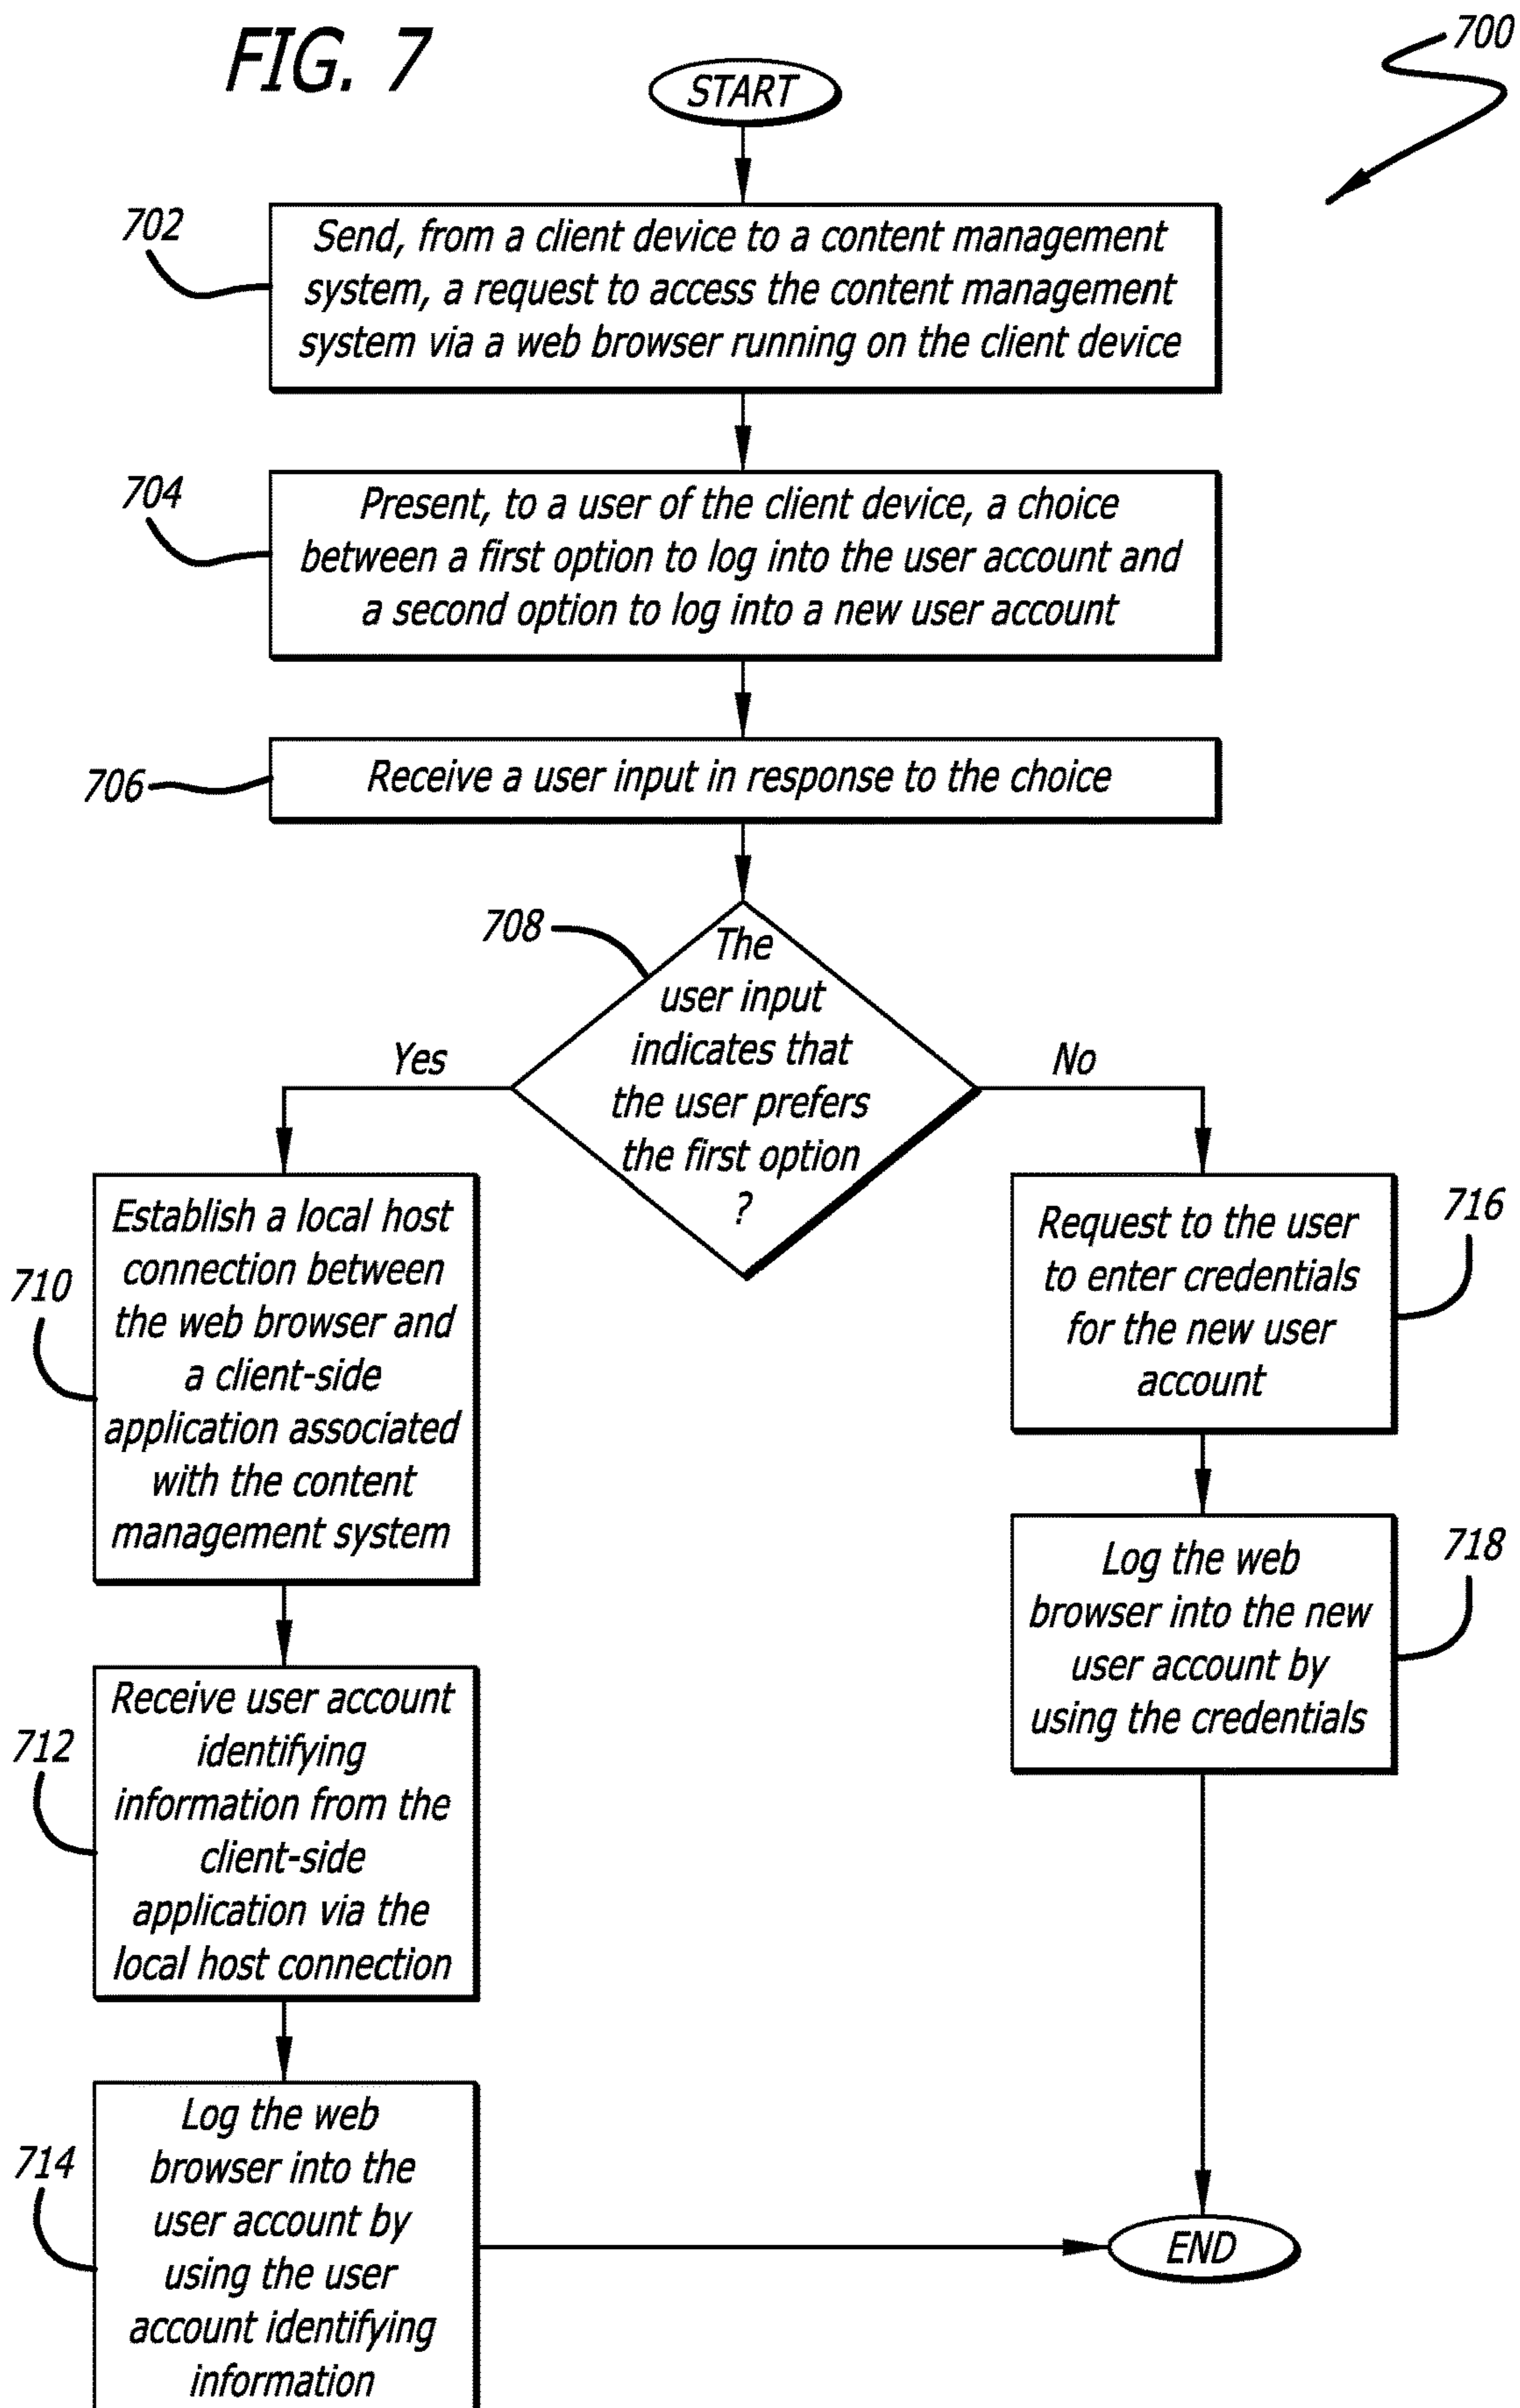 FIG. 7
700
START
702
Send, from a client device to a content management
system, a request to access the content management
system via a web browser running on the client device
704
Present, to a user of the client device, a choice
between a first option to log into the user account and
a second option to log into a new user account
706
Receive a user input in response to the choice
708
The
user input
indicates that
the user prefers
the first option
?
Yes
No
710
Establish a local host
connection between
the web browser and
a client-side
application associated
with the content
management system
712
Receive user account
identifying
information from the
client-side
application via the
local host connection
714
Log the web
browser into the
user account by
using the user
account identifying
information
716
Request to the user
to enter credentials
for the new user
account
718
Log the web
browser into the new
user account by
using the credentials
END